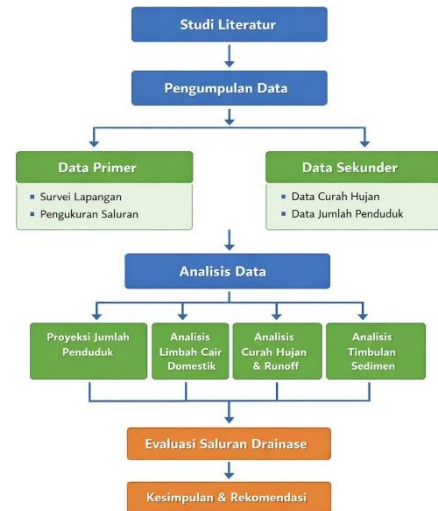 Studi Literatur
Pengumpulan Data
Data Primer
▪ Survei Lapangan
▪ Pengukuran Saluran
Data Sekunder
▪ Data Curah Hujan
▪ Data Jumlah Penduduk
Analisis Data
Proyeksi Jumlah
Penduduk
Analisis
Limbah Cair
Domestik
Analisis
Curah Hujan
& Runoff
Analisis
Timbulan
Sedimen
Evaluasi Saluran Drainase
Kesimpulan & Rekomendasi